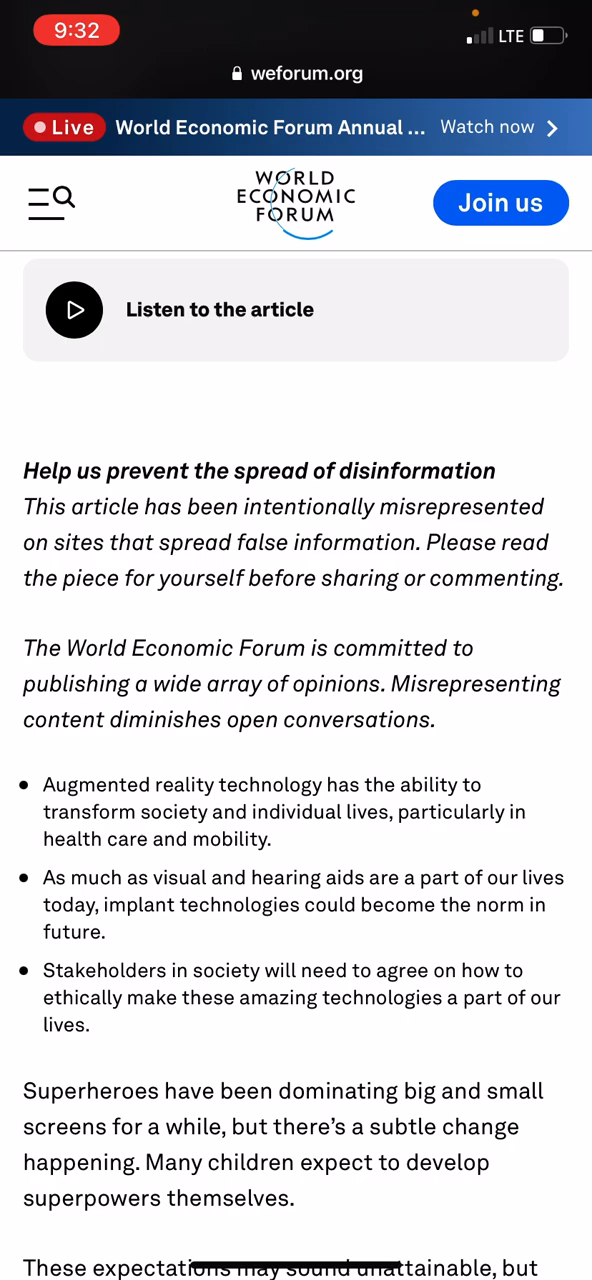 9:32
LTE
weforum.org
Live World Economic Forum Annual ... Watch now
WORLD
ECONOMIC
FORUM
Join us
Listen to the article
Help us prevent the spread of disinformation
This article has been intentionally misrepresented
on sites that spread false information. Please read
the piece for yourself before sharing or commenting.
The World Economic Forum is committed to
publishing a wide array of opinions. Misrepresenting
content diminishes open conversations.
• Augmented reality technology has the ability to
transform society and individual lives, particularly in
health care and mobility.
• As much as visual and hearing aids are a part of our lives
today, implant technologies could become the norm in
future.
• Stakeholders in society will need to agree on how to
ethically make these amazing technologies a part of our
lives.
Superheroes have been dominating big and small
screens for a while, but there’s a subtle change
happening. Many children expect to develop
superpowers themselves.
These expectations may sound unattainable, but